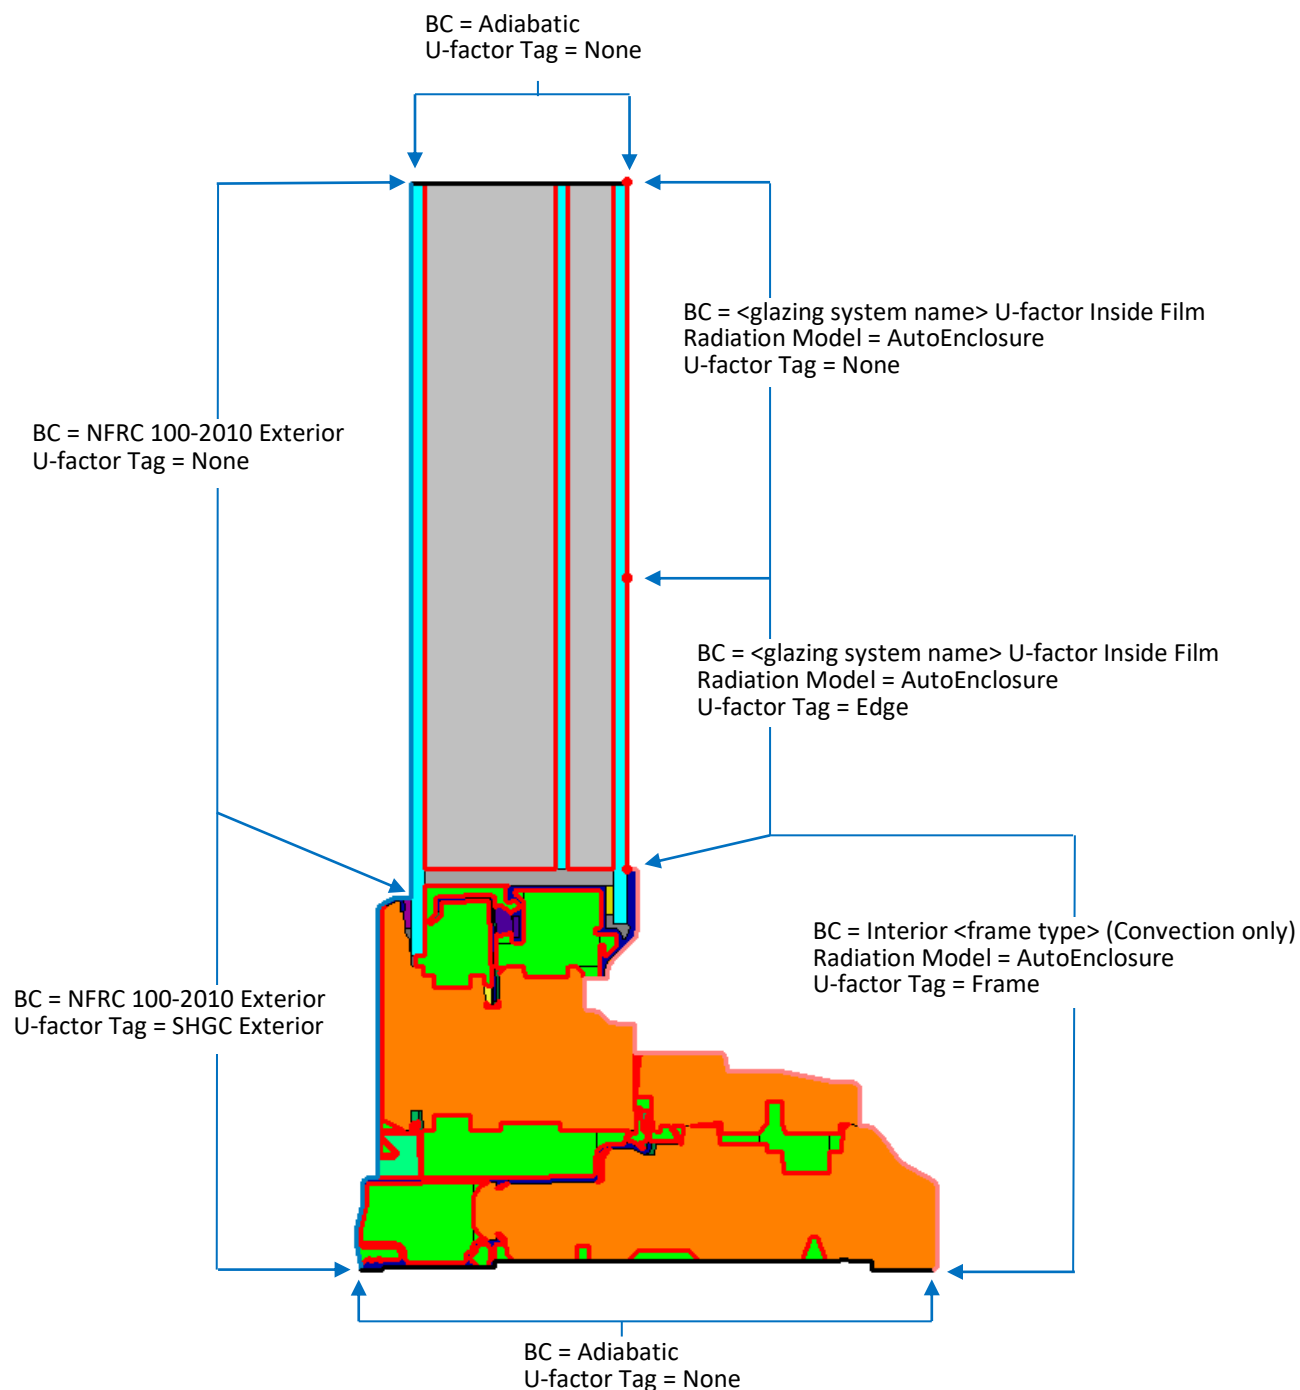 BC = Adiabatic
U-factor Tag = None
BC = <glazing system name> U-factor Inside Film
Radiation Model = AutoEnclosure
U-factor Tag = None
BC = NFRC 100-2010 Exterior
U-factor Tag = None
BC = <glazing system name> U-factor Inside Film
Radiation Model = AutoEnclosure
U-factor Tag = Edge
BC = Interior <frame type> (Convection only)
Radiation Model = AutoEnclosure
U-factor Tag = Frame
BC = NFRC 100-2010 Exterior
U-factor Tag = SHGC Exterior
BC = Adiabatic
U-factor Tag = None